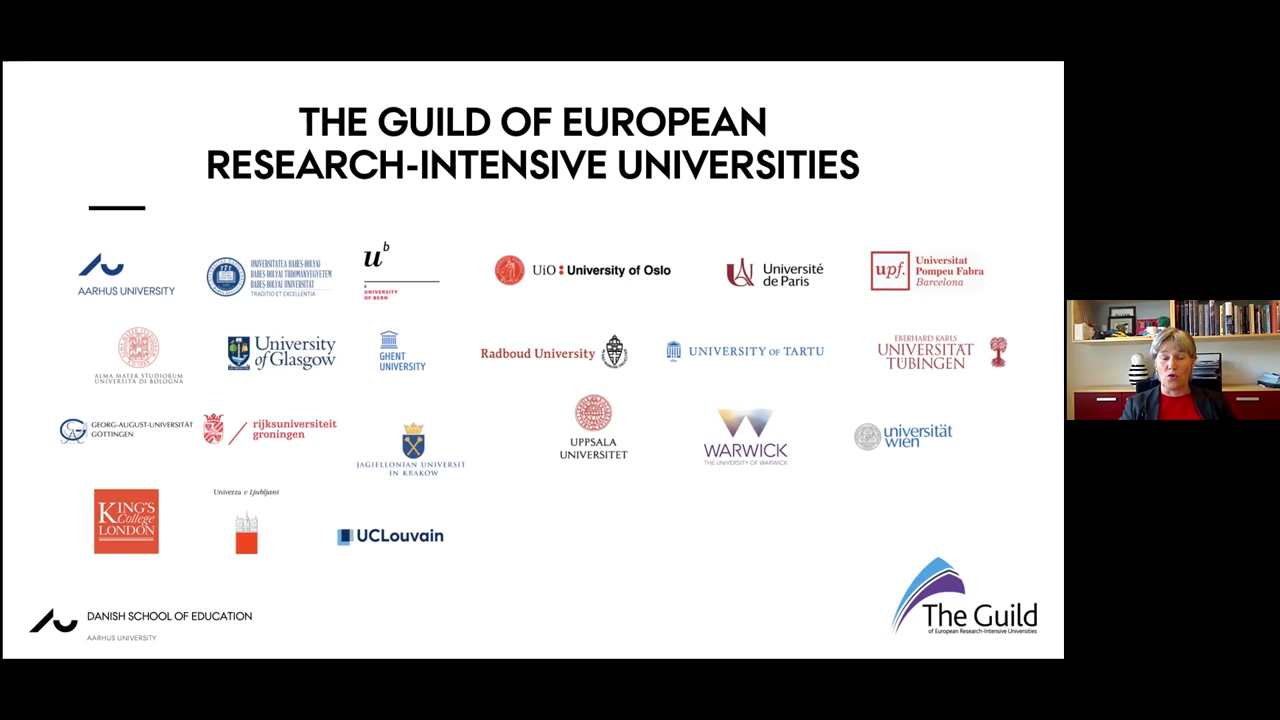 THE GUILD OF EUROPEAN
RESEARCH-INTENSIVE UNIVERSITIES
AARHUS UNIVERSITY
UNIVERSITATEA BABEȘ-BOLYAI
BABEȘ-BOLYAI TUDOMÁNYEGYETEM
BABEȘ-BOLYAI UNIVERSITÄT
TRADITIO ET EXCELLENTIA
u b
UNIVERSITY
OF BERN
UiO : University of Oslo
Université
de Paris
upf.
Universitat
Pompeu Fabra
Barcelona
ALMA MATER STUDIORUM
UNIVERSITÀ DI BOLOGNA
University
of Glasgow
GHENT
UNIVERSITY
Radboud University
UNIVERSITY OF TARTU
EBERHARD KARLS
UNIVERSITÄT
TÜBINGEN
GEORG-AUGUST-UNIVERSITÄT
GÖTTINGEN
rijksuniversiteit
groningen
JAGIELLONIAN UNIVERSIT
IN KRAKÓW
UPPSALA
UNIVERSITET
WARWICK
THE UNIVERSITY OF WARWICK
universität
wien
KING'S
College
LONDON
Univerza v Ljubljani
UCLouvain
DANISH SCHOOL OF EDUCATION
AARHUS UNIVERSITY
The Guild
of European Research-Intensive Universities